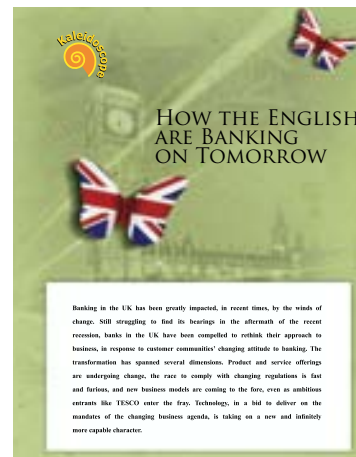 Kaleidoscope
HOW THE ENGLISH
ARE BANKING
ON TOMORROW
Banking in the UK has been greatly impacted, in recent times, by the winds of
change. Still struggling to find its bearings in the aftermath of the recent
recession, banks in the UK have been compelled to rethink their approach to
business, in response to customer communities' changing attitude to banking. The
transformation has spanned several dimensions. Product and service offerings
are undergoing change, the race to comply with changing regulations is fast
and furious, and new business models are coming to the fore, even as ambitious
entrants like TESCO enter the fray. Technology, in a bid to deliver on the
mandates of the changing business agenda, is taking on a new and infinitely
more capable character.